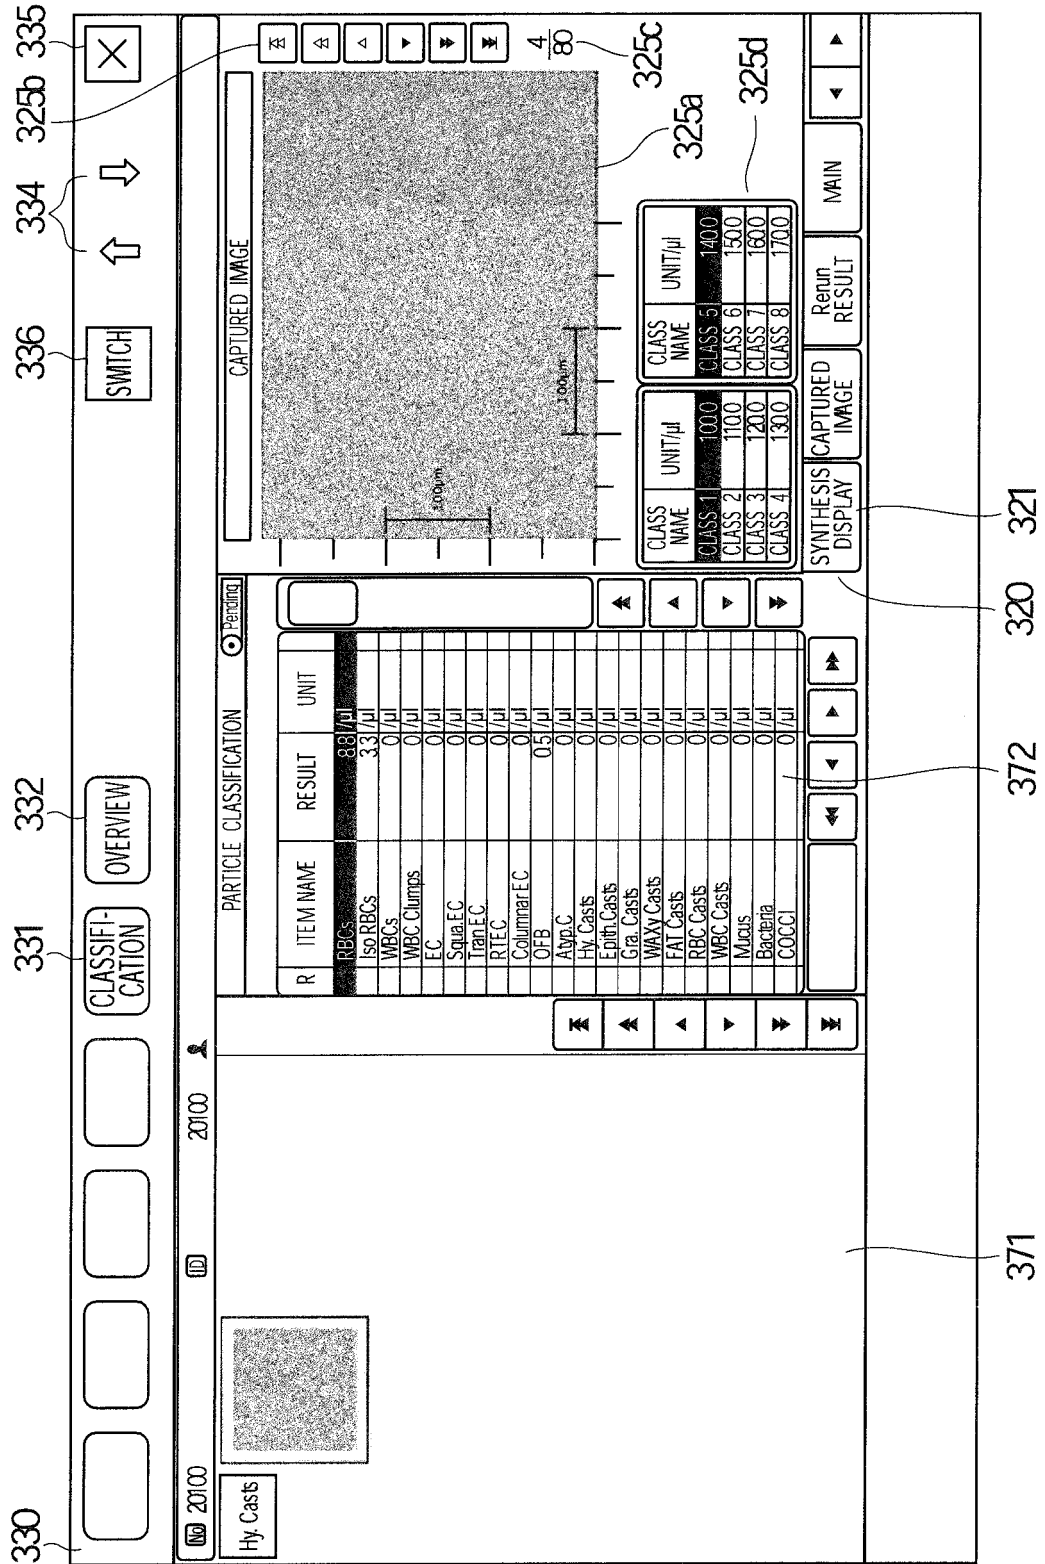 330
331
332
336
334
335
325b
CLASSIFI-
CATION
OVERVIEW
SWITCH
No 20100
ID
20100
Hy. Casts
PARTICLE CLASSIFICATION
Pending
R ITEM NAME RESULT UNIT
RBCs 8.8 /µl
Iso RBCs 3.3 /µl
WBCs 0 /µl
WBC Clumps 0 /µl
EC 0 /µl
Squa.EC 0 /µl
Tran.EC 0 /µl
RTEC 0 /µl
Columnar EC 0 /µl
OFB 0.5 /µl
Atyp.C 0 /µl
Hy. Casts 0 /µl
Epith.Casts 0 /µl
Gra. Casts 0 /µl
WAXy Casts 0 /µl
FAT Casts 0 /µl
RBC Casts 0 /µl
WBC Casts 0 /µl
Mucus 0 /µl
Bacteria 0 /µl
COCCI 0 /µl
CAPTURED IMAGE
100µm
100µm
4
80
325c
325a
325d
CLASS
NAME
UNIT/µl
CLASS 1 100.0
CLASS 2 110.0
CLASS 3 120.0
CLASS 4 130.0
CLASS
NAME
UNIT/µl
CLASS 5 140.0
CLASS 6 150.0
CLASS 7 160.0
CLASS 8 170.0
SYNTHESIS
DISPLAY
CAPTURED
IMAGE
Rerun
RESULT
MAIN
371
372
320
321